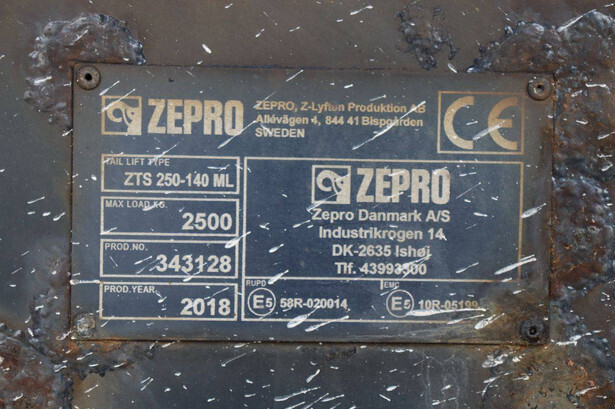 ZEPRO
ZEPRO, Z-Lyften Produktion AB
Allévägen 4, 844 41 Bispgården
SWEDEN
CE
TAIL LIFT TYPE
ZTS 250-140 ML
MAX LOAD KG.
2500
PROD.NO.
343128
PROD.YEAR.
2018
ZEPRO
Zepro Danmark A/S
Industrikrogen 14
DK-2635 Ishøj
Tlf. 43993300
RUPD
E5 58R-020014
EMC
E5 10R-05199